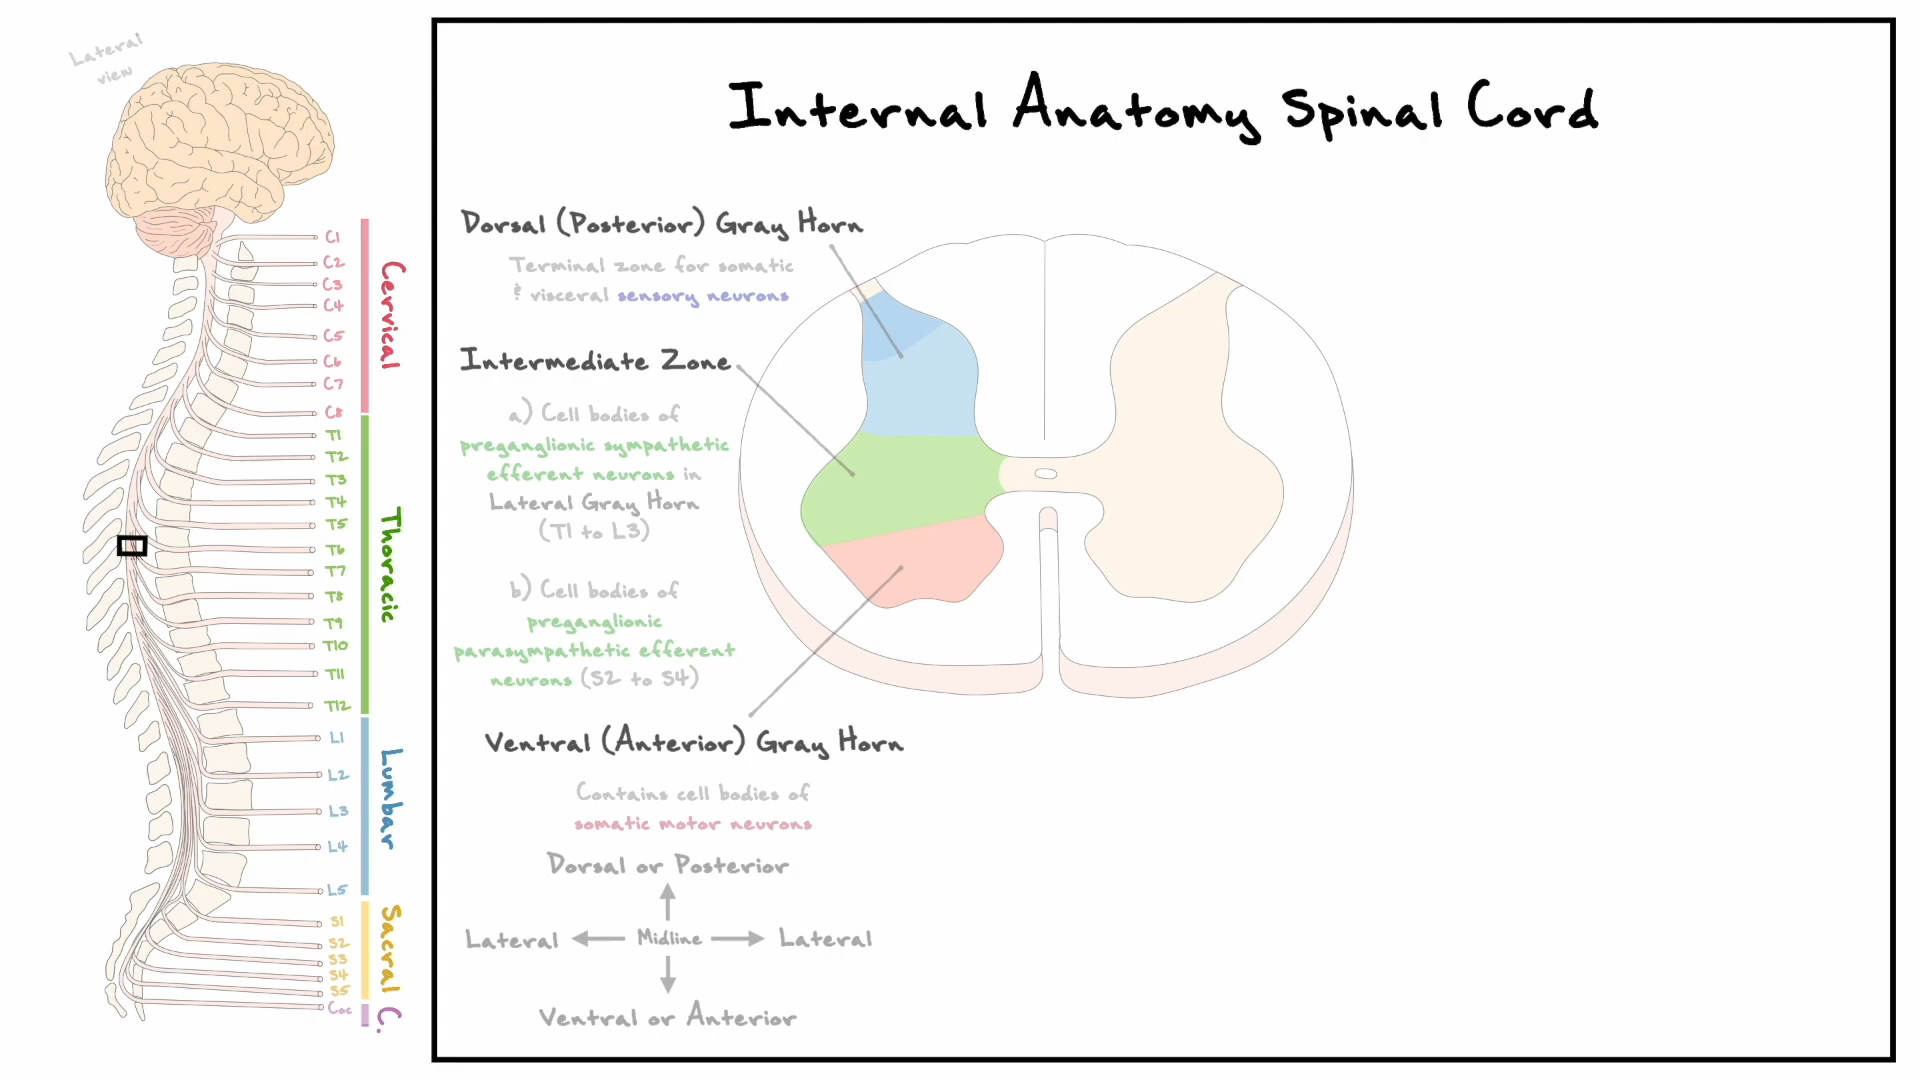 Lateral
view
C1
C2
C3
C4
C5
C6
C7
C8
Cervical
T1
T2
T3
T4
T5
T6
T7
T8
T9
T10
T11
T12
Thoracic
L1
L2
L3
L4
L5
Lumbar
S1
S2
S3
S4
S5
Sacral
Coc
C.
Internal Anatomy Spinal Cord
Dorsal (Posterior) Gray Horn
Terminal zone for somatic
& visceral sensory neurons
Intermediate Zone
a) Cell bodies of
preganglionic sympathetic
efferent neurons in
Lateral Gray Horn
(T1 to L3)
b) Cell bodies of
preganglionic
parasympathetic efferent
neurons (S2 to S4)
Ventral (Anterior) Gray Horn
Contains cell bodies of
somatic motor neurons
Dorsal or Posterior
Lateral Midline Lateral
Ventral or Anterior